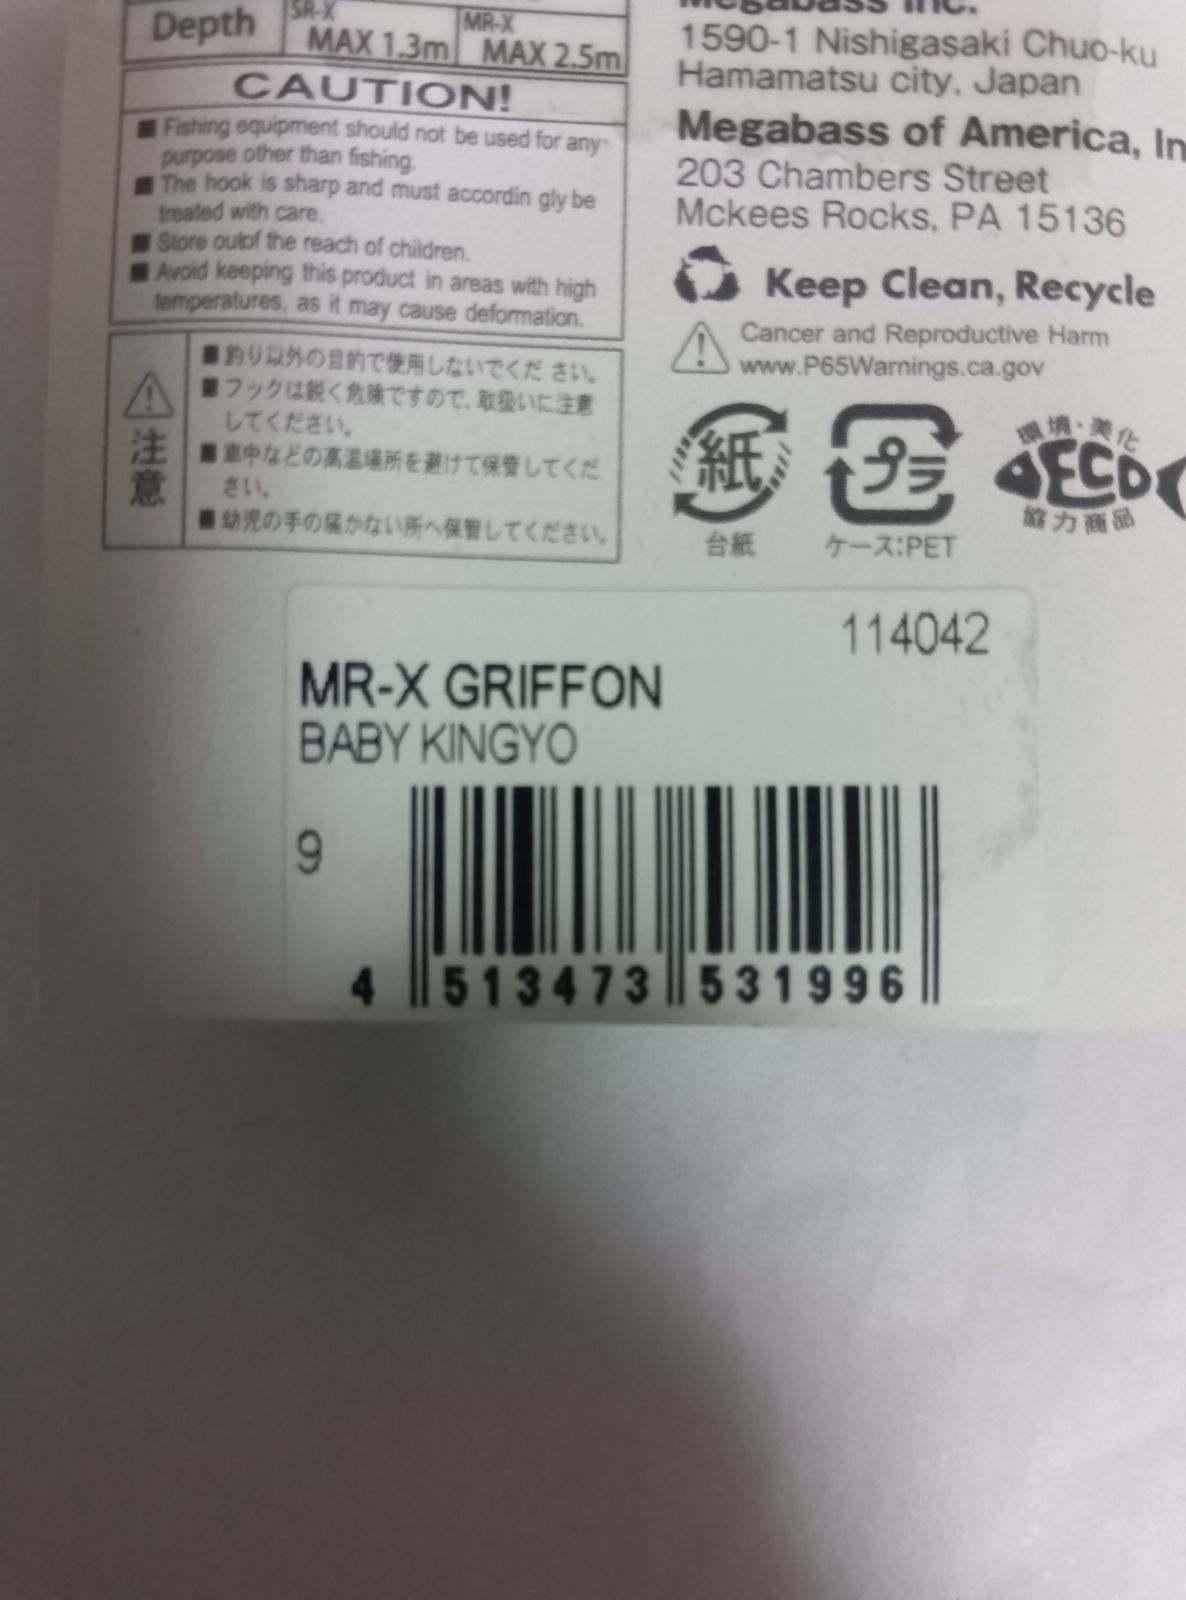 Depth
SR-X
MAX 1.3m
MR-X
MAX 2.5m
CAUTION!
■ Fishing equipment should not be used for any-
purpose other than fishing.
■ The hook is sharp and must accordin gly be
treated with care.
■ Store outof the reach of children.
■ Avoid keeping this product in areas with high
temperatures, as it may cause deformation.
注意
■ 釣り以外の目的で使用しないでくだ さい。
■ フックは鋭く危険ですので、取扱いに注意
してください。
■ 車中などの高温場所を避けて保管してくだ
さい。
■ 幼児の手の届かない所へ保管してください。
Megabass Inc.
1590-1 Nishigasaki Chuo-ku
Hamamatsu city, Japan
Megabass of America, In
203 Chambers Street
Mckees Rocks, PA 15136
Keep Clean, Recycle
Cancer and Reproductive Harm
www.P65Warnings.ca.gov
紙
台紙
プラ
ケース:PET
環境・美化
ECO
協力商品
114042
MR-X GRIFFON
BABY KINGYO
9
4 513473 531996